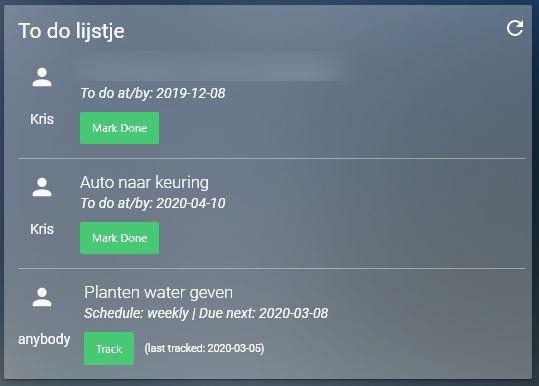 To do lijstje
To do at/by: 2019-12-08
Kris
Mark Done
Auto naar keuring
To do at/by: 2020-04-10
Kris
Mark Done
Planten water geven
Schedule: weekly | Due next: 2020-03-08
anybody
Track (last tracked: 2020-03-05)